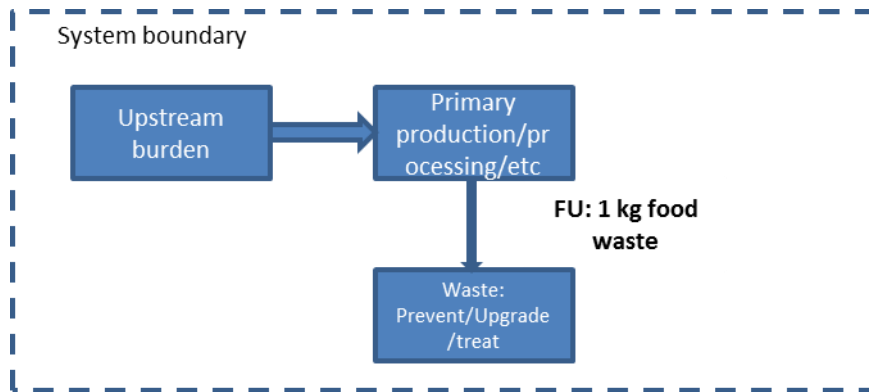 System boundary
Upstream
burden
Primary
production/pr
ocessing/etc
FU: 1 kg food
waste
Waste:
Prevent/Upgrade
/treat